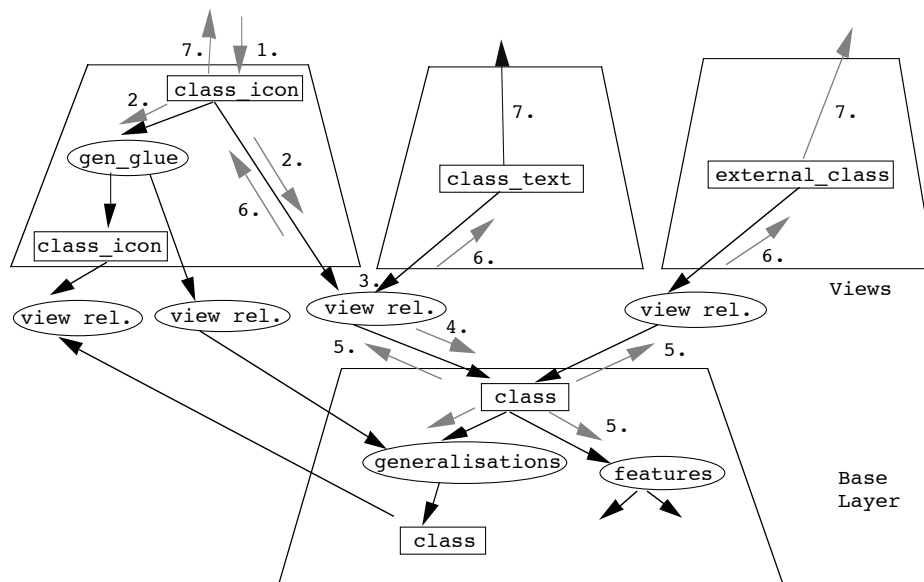 7.
1.
class_icon
2.
gen_glue
2.
6.
class_icon
7.
class_text
6.
7.
external_class
6.
Views
3.
view rel.
view rel.
view rel.
view rel.
4.
5.
5.
class
5.
generalisations
features
class
Base
Layer